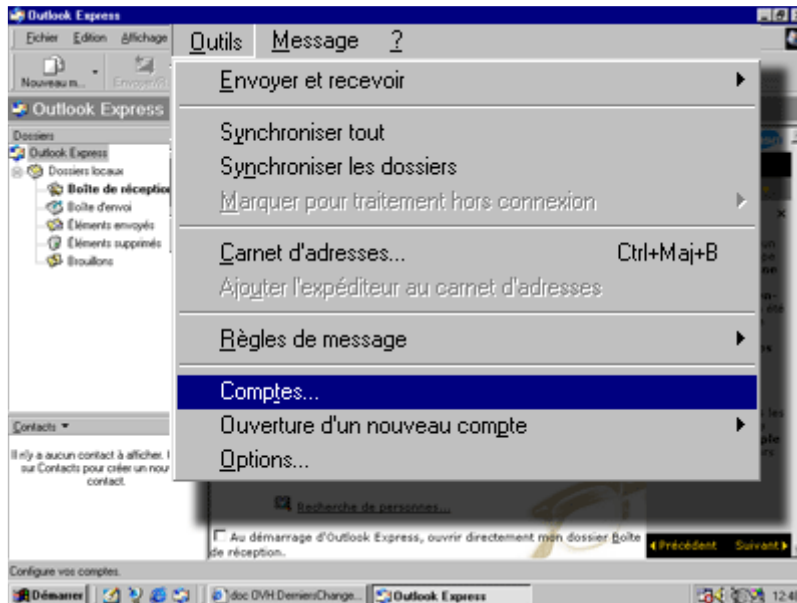 Outlook Express
Fichier Edition Affichage Outils Message ?
Nouveau m... Envoyer/R
Outlook Express
Envoyer et recevoir
Synchroniser tout
Synchroniser les dossiers
Marquer pour traitement hors connexion
Carnet d'adresses... Ctrl+Maj+B
Ajouter l'expéditeur au carnet d'adresses
Règles de message
Comptes...
Ouverture d'un nouveau compte
Options...
Dossiers
Outlook Express
Dossiers locaux
Boîte de réception
Boîte d'envoi
Éléments envoyés
Éléments supprimés
Brouillons
Contacts
Il n'y a aucun contact à afficher.
sur Contacts pour créer un nou
contact.
Recherche de personnes...
Au démarrage d'Outlook Express, ouvrir directement mon dossier Boîte
de réception.
Précédent Suivant
Configure vos comptes.
Démarrer doc OVH DerniersChange... Outlook Express 12:4